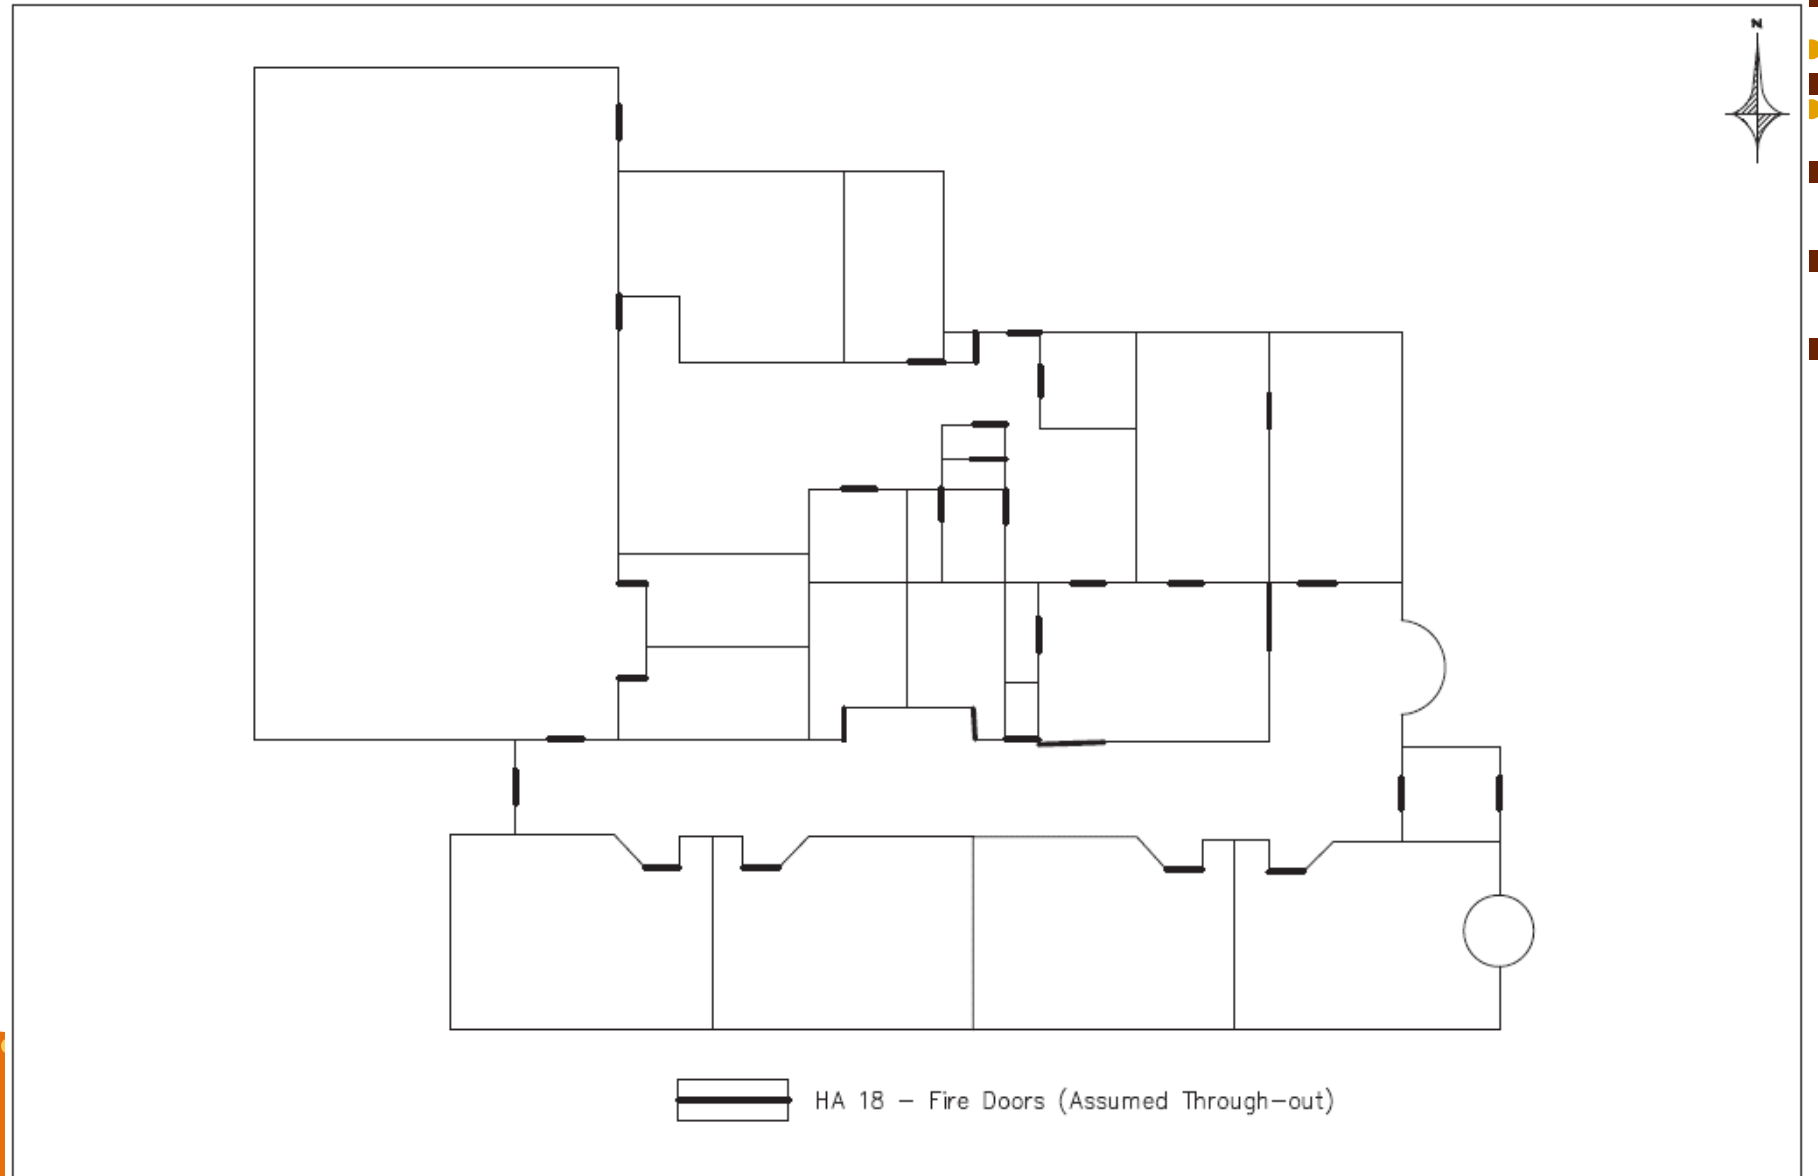 N
HA 18 – Fire Doors (Assumed Through–out)